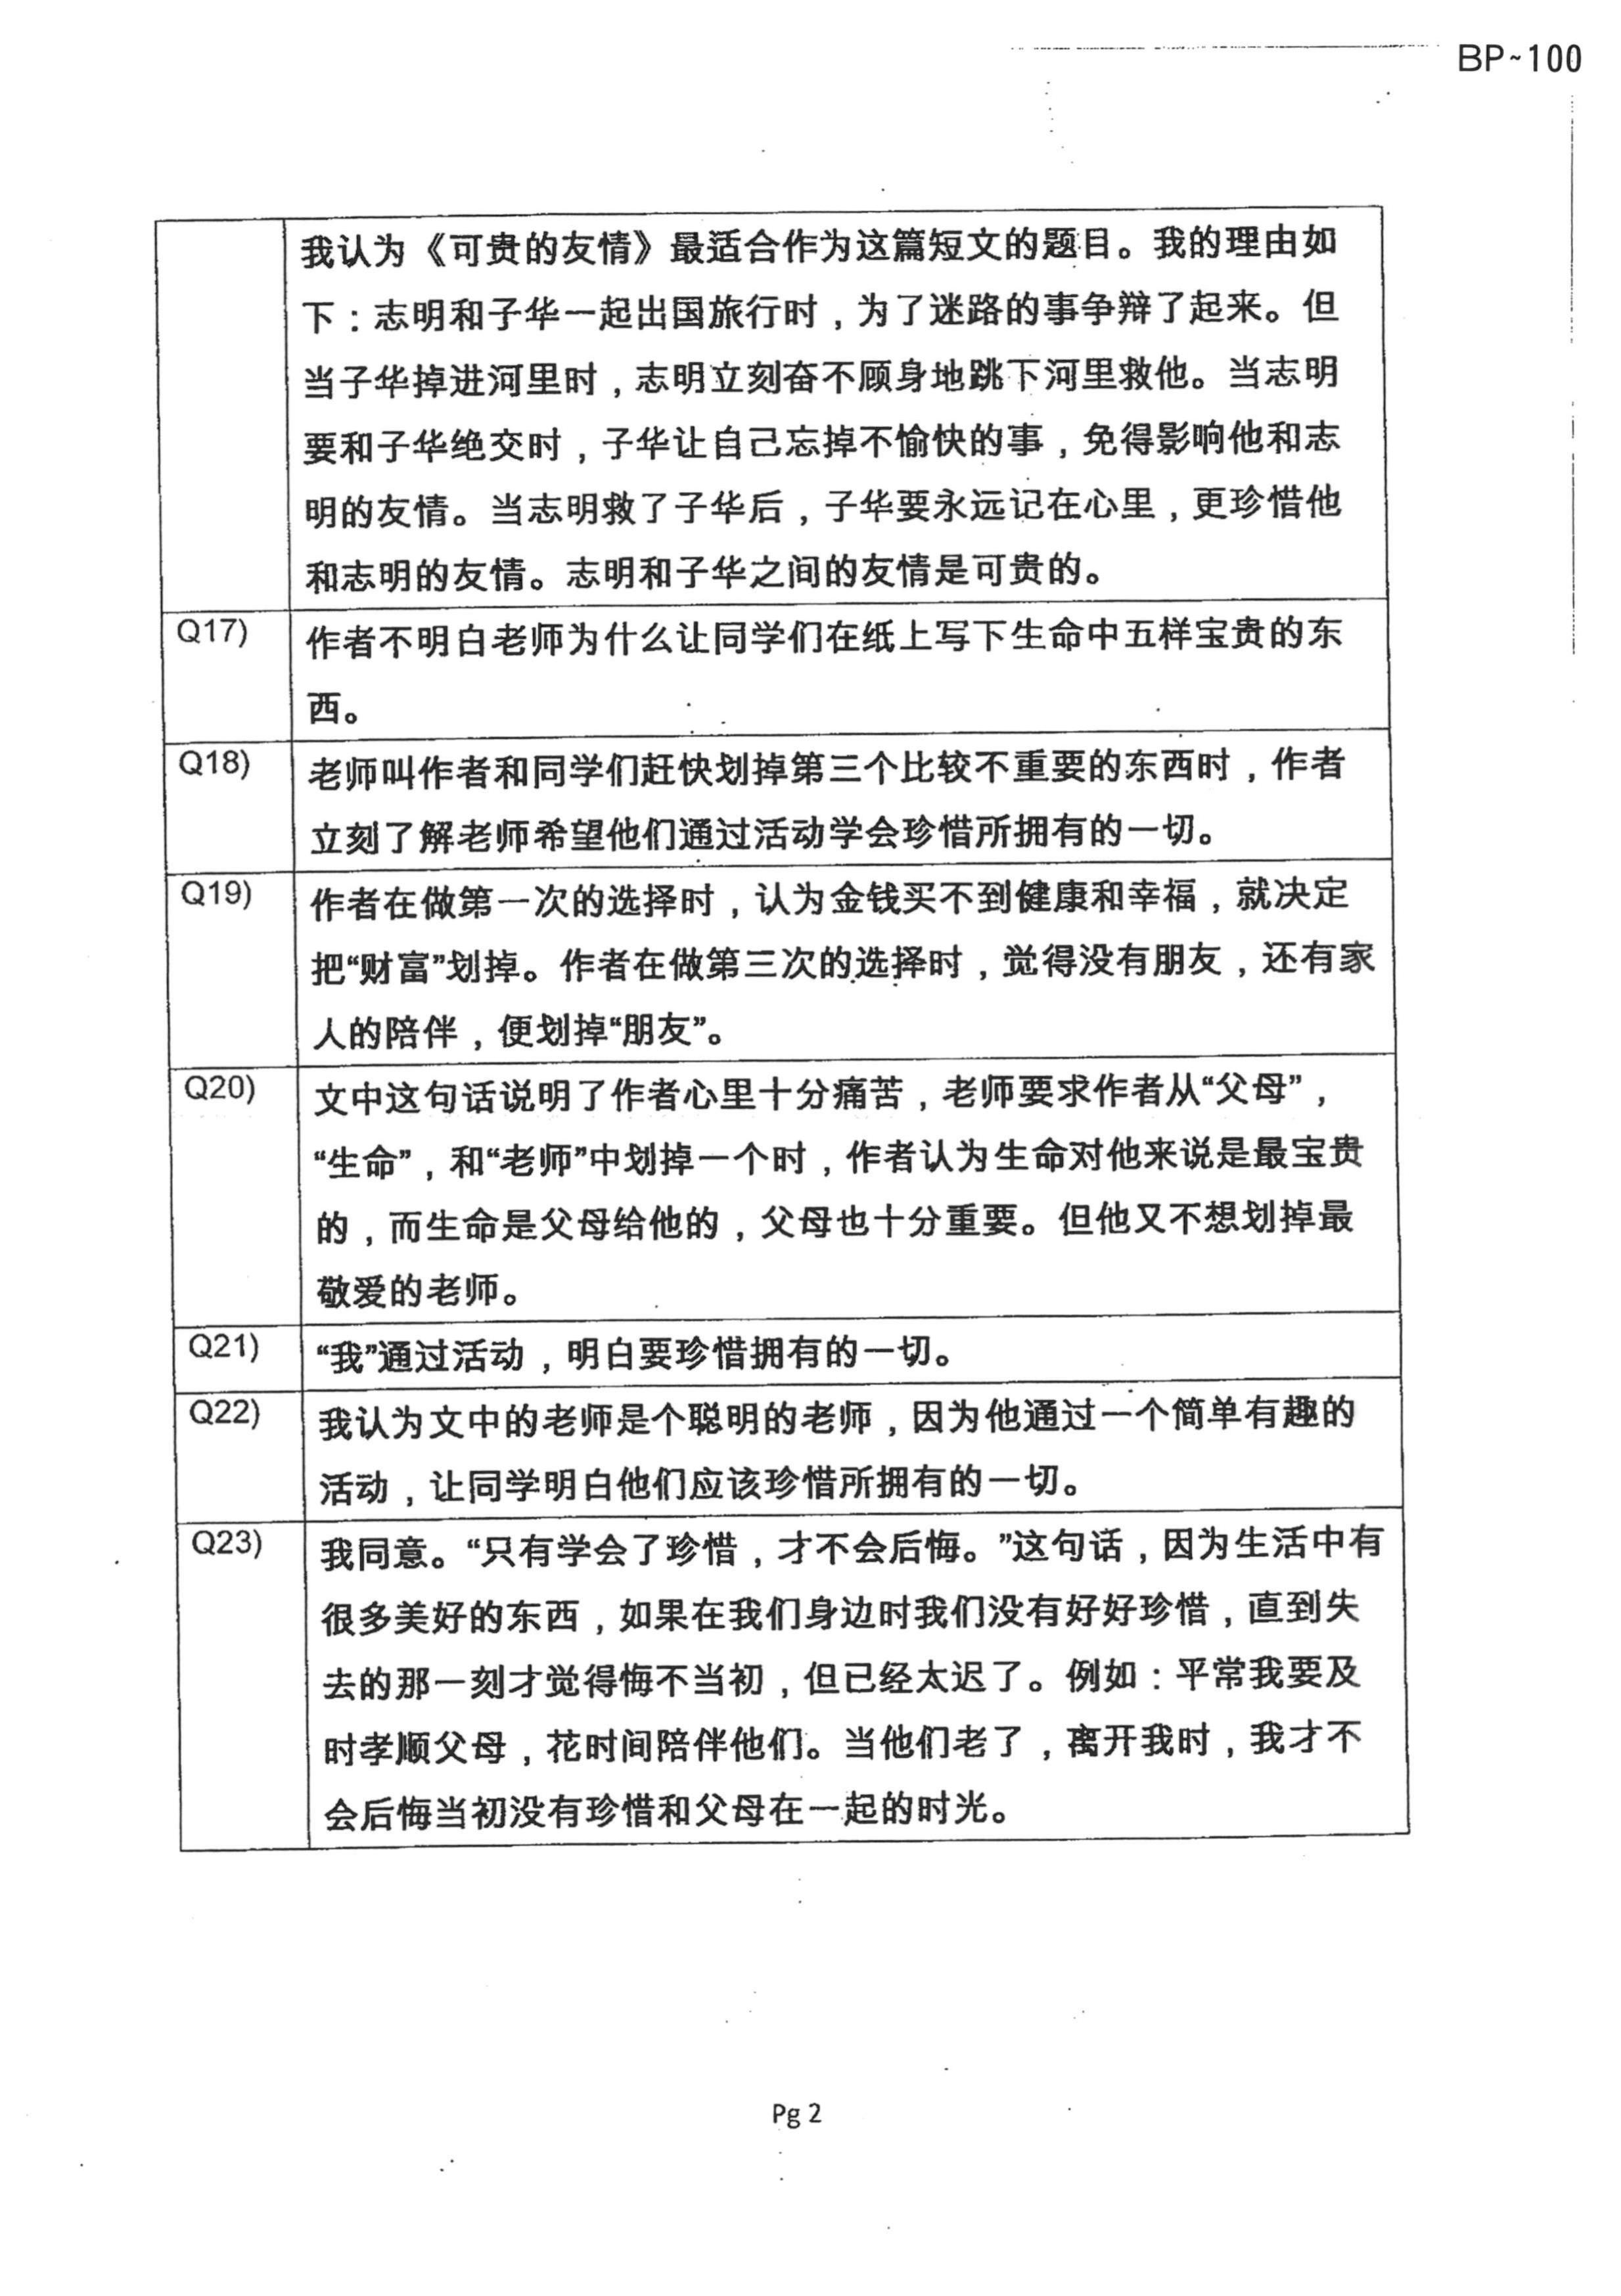 BP~100
我认为《可贵的友情》最适合作为这篇短文的题目。我的理由如
下：志明和子华一起出国旅行时，为了迷路的事争辩了起来。但
当子华掉进河里时，志明立刻奋不顾身地跳下河里救他。当志明
要和子华绝交时，子华让自己忘掉不愉快的事，免得影响他和志
明的友情。当志明救了子华后，子华要永远记在心里，更珍惜他
和志明的友情。志明和子华之间的友情是可贵的。
Q17) 作者不明白老师为什么让同学们在纸上写下生命中五样宝贵的东
西。
Q18) 老师叫作者和同学们赶快划掉第三个比较不重要的东西时，作者
立刻了解老师希望他们通过活动学会珍惜所拥有的一切。
Q19) 作者在做第一次的选择时，认为金钱买不到健康和幸福，就决定
把“财富”划掉。作者在做第三次的选择时，觉得没有朋友，还有家
人的陪伴，便划掉“朋友”。
Q20) 文中这句话说明了作者心里十分痛苦，老师要求作者从“父母”，
“生命”，和“老师”中划掉一个时，作者认为生命对他来说是最宝贵
的，而生命是父母给他的，父母也十分重要。但他又不想划掉最
敬爱的老师。
Q21) “我”通过活动，明白要珍惜拥有的一切。
Q22) 我认为文中的老师是个聪明的老师，因为他通过一个简单有趣的
活动，让同学明白他们应该珍惜所拥有的一切。
Q23) 我同意。“只有学会了珍惜，才不会后悔。”这句话，因为生活中有
很多美好的东西，如果在我们身边时我们没有好好珍惜，直到失
去的那一刻才觉得悔不当初，但已经太迟了。例如：平常我要及
时孝顺父母，花时间陪伴他们。当他们老了，离开我时，我才不
会后悔当初没有珍惜和父母在一起的时光。
Pg 2